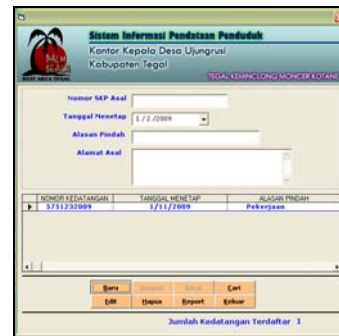 Sistem Informasi Pendataan Penduduk
Kantor Kepala Desa Ujungrusi
Kabupaten Tegal
TEGAL KEMINCLONG MONCER KOTANE
Nomor SKP Asal
Tanggal Menetap 1 / 2 /2009
Alasan Pindah
Alamat Asal
NOMOR KEDATANGAN TANGGAL MENETAP ALASAN PINDAH
5751232009 1/11/2009 Pekerjaan
Baru Simpan Batal Cari
Edit Hapus Report Keluar
Jumlah Kedatangan Terdaftar 1